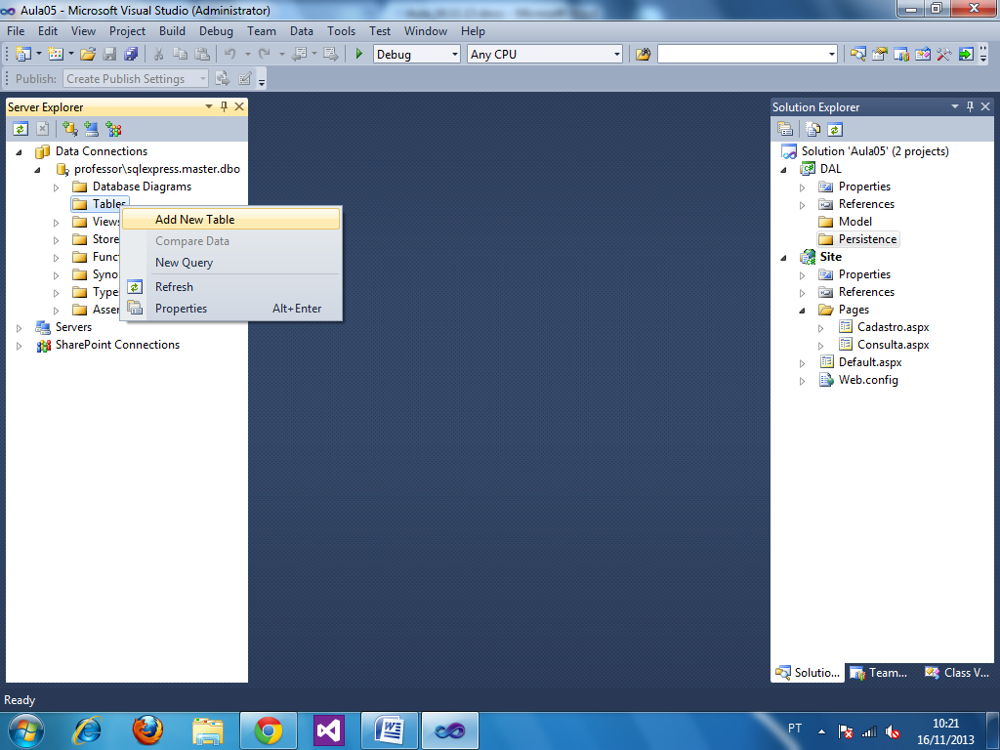 Aula05 - Microsoft Visual Studio (Administrator)
File Edit View Project Build Debug Team Data Tools Test Window Help
Debug Any CPU
Publish: Create Publish Settings
Server Explorer
Data Connections
professor\sqlexpress.master.dbo
Database Diagrams
Tables
Views
Store
Func
Syno
Type
Asser
Servers
SharePoint Connections
Add New Table
Compare Data
New Query
Refresh
Properties Alt+Enter
Solution Explorer
Solution 'Aula05' (2 projects)
DAL
Properties
References
Model
Persistence
Site
Properties
References
Pages
Cadastro.aspx
Consulta.aspx
Default.aspx
Web.config
Solutio... Team... Class V...
Ready
PT
10:21
16/11/2013